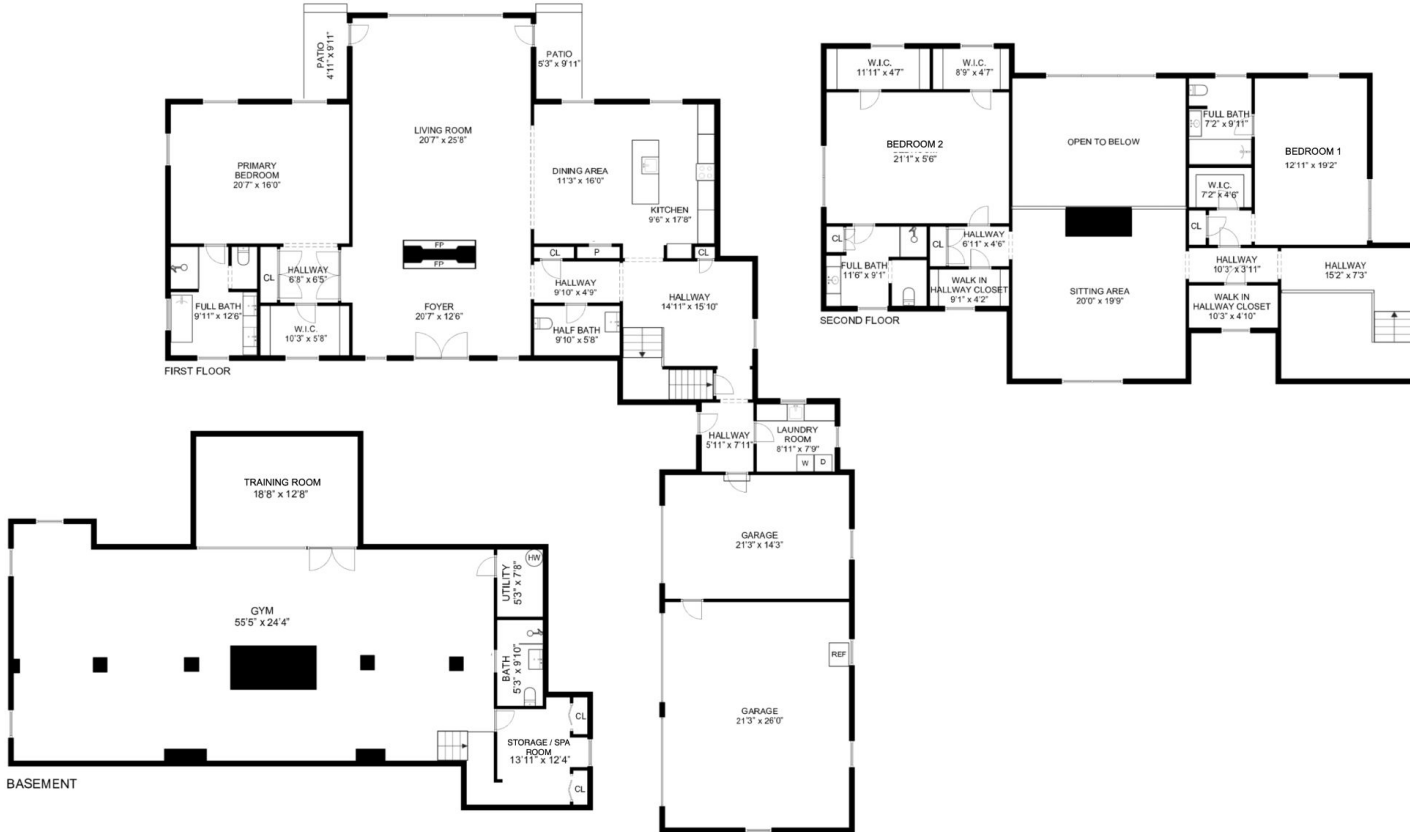 PATIO
4'11" x 9'11"
PATIO
5'3" x 9'11"
LIVING ROOM
20'7" x 25'8"
PRIMARY
BEDROOM
20'7" x 16'0"
DINING AREA
11'3" x 16'0"
KITCHEN
9'6" x 17'8"
FP
FP
CL
P
CL
CL
HALLWAY
6'8" x 6'5"
HALLWAY
9'10" x 4'9"
HALLWAY
14'11" x 15'10"
FULL BATH
9'11" x 12'6"
FOYER
20'7" x 12'6"
HALF BATH
9'10" x 5'8"
W.I.C.
10'3" x 5'8"
FIRST FLOOR
HALLWAY
5'11" x 7'11"
LAUNDRY
ROOM
8'11" x 7'9"
W
D
GARAGE
21'3" x 14'3"
REF
GARAGE
21'3" x 26'0"
W.I.C.
11'11" x 4'7"
W.I.C.
8'9" x 4'7"
BEDROOM 2
21'1" x 5'6"
OPEN TO BELOW
FULL BATH
7'2" x 9'11"
BEDROOM 1
12'11" x 19'2"
W.I.C.
7'2" x 4'6"
CL
CL
CL
HALLWAY
6'11" x 4'6"
FULL BATH
11'6" x 9'1"
WALK IN
HALLWAY CLOSET
9'1" x 4'2"
SITTING AREA
20'0" x 19'9"
HALLWAY
10'3" x 3'11"
HALLWAY
15'2" x 7'3"
WALK IN
HALLWAY CLOSET
10'3" x 4'10"
SECOND FLOOR
TRAINING ROOM
18'8" x 12'8"
GYM
55'5" x 24'4"
HW
UTILITY
5'3" x 7'8"
BATH
5'3" x 9'10"
CL
STORAGE / SPA
ROOM
13'11" x 12'4"
CL
BASEMENT